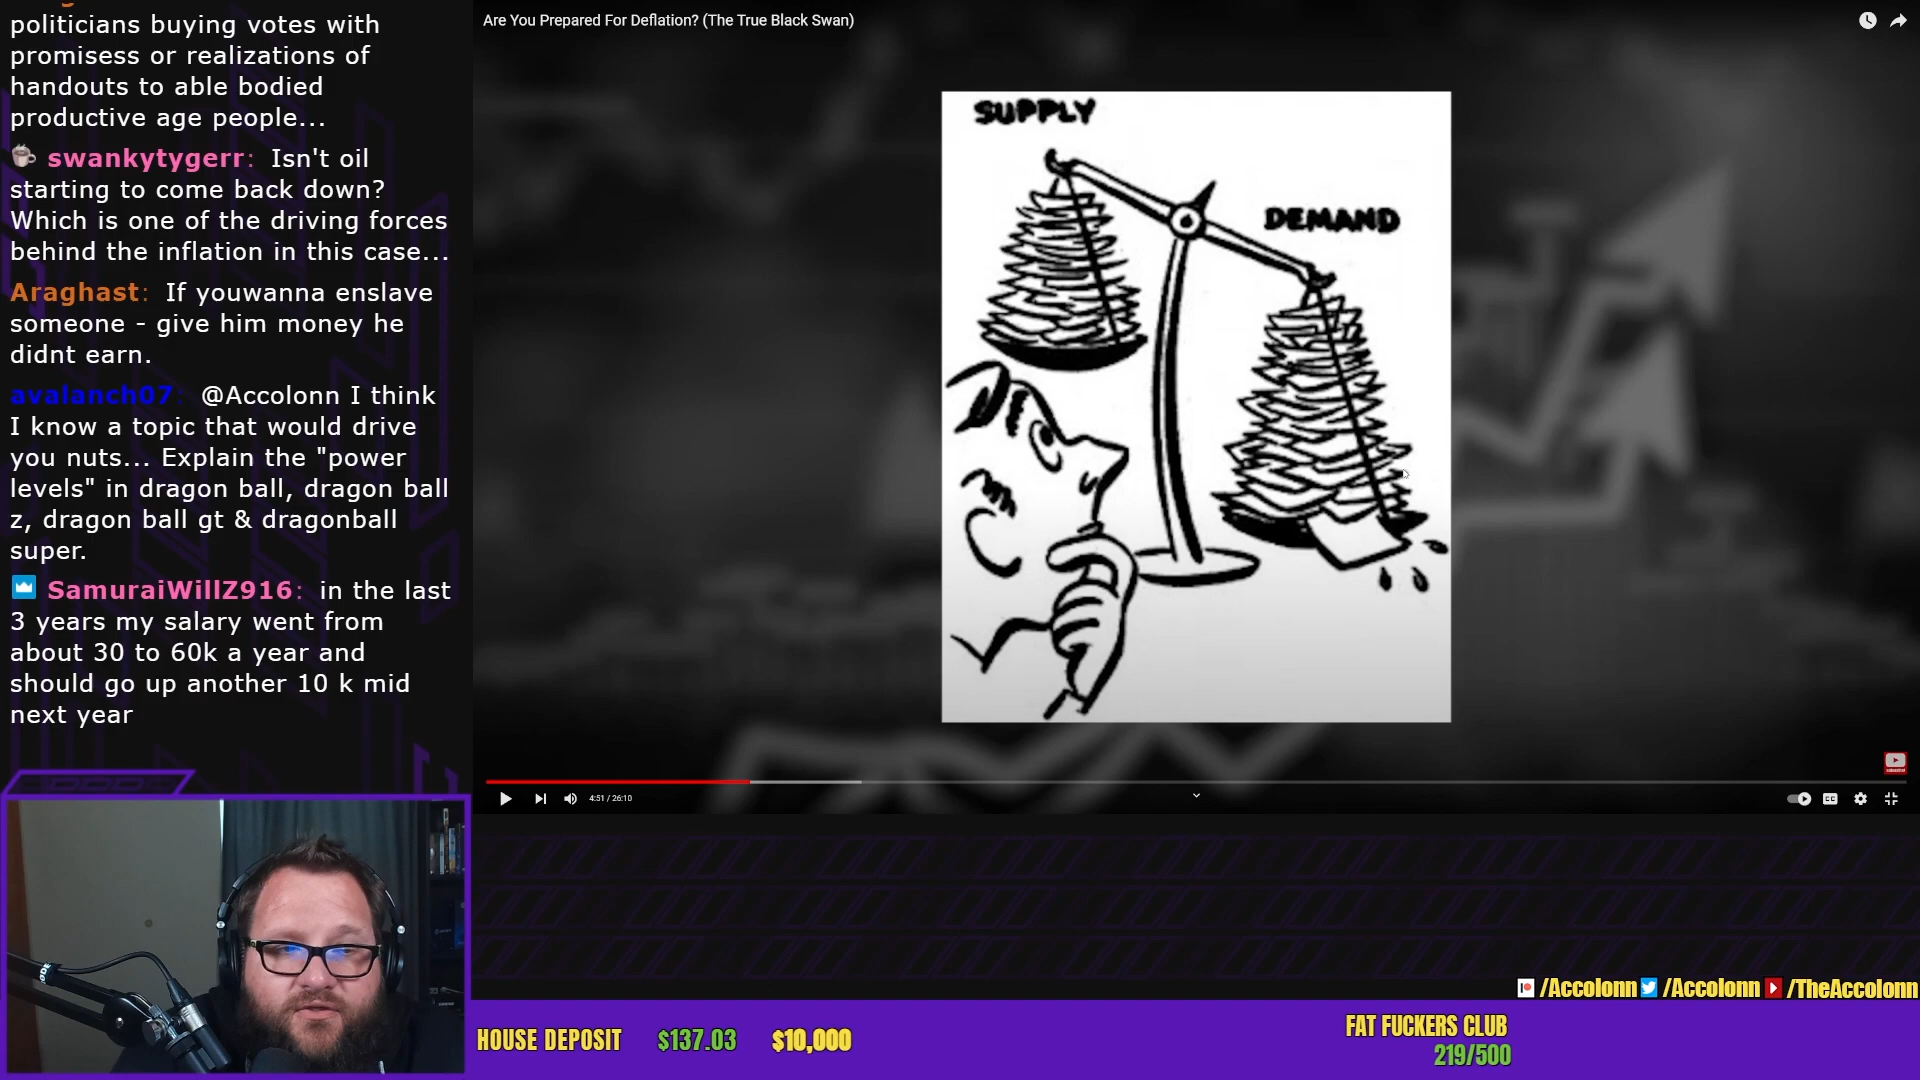 politicians buying votes with
promisess or realizations of
handouts to able bodied
productive age people...
swankytygerr: Isn't oil
starting to come back down?
Which is one of the driving forces
behind the inflation in this case...
Araghast: If youwanna enslave
someone - give him money he
didnt earn.
avalanch07: @Accolonn I think
I know a topic that would drive
you nuts... Explain the "power
levels" in dragon ball, dragon ball
z, dragon ball gt & dragonball
super.
SamuraiWillZ916: in the last
3 years my salary went from
about 30 to 60k a year and
should go up another 10 k mid
next year
Are You Prepared For Deflation? (The True Black Swan)
SUPPLY
DEMAND
4:51 / 26:10
/Accolonn /Accolonn /TheAccolonn
HOUSE DEPOSIT $137.03 $10,000
FAT FUCKERS CLUB
219/500